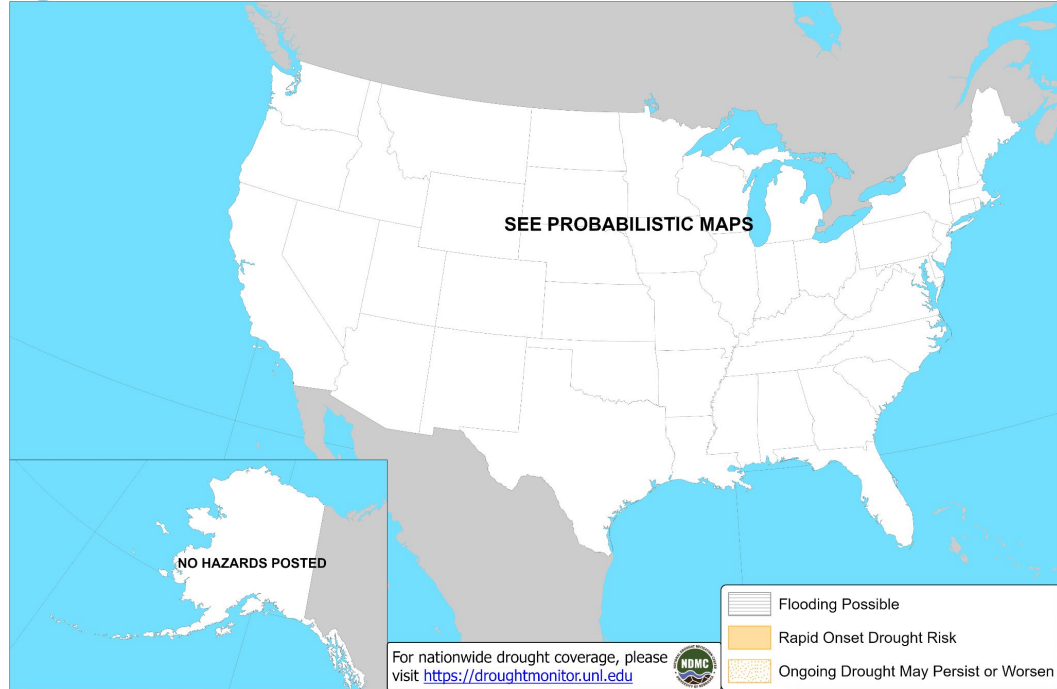 SEE PROBABILISTIC MAPS
NO HAZARDS POSTED
For nationwide drought coverage, please
visit https://droughtmonitor.unl.edu
NDMC
Flooding Possible
Rapid Onset Drought Risk
Ongoing Drought May Persist or Worsen